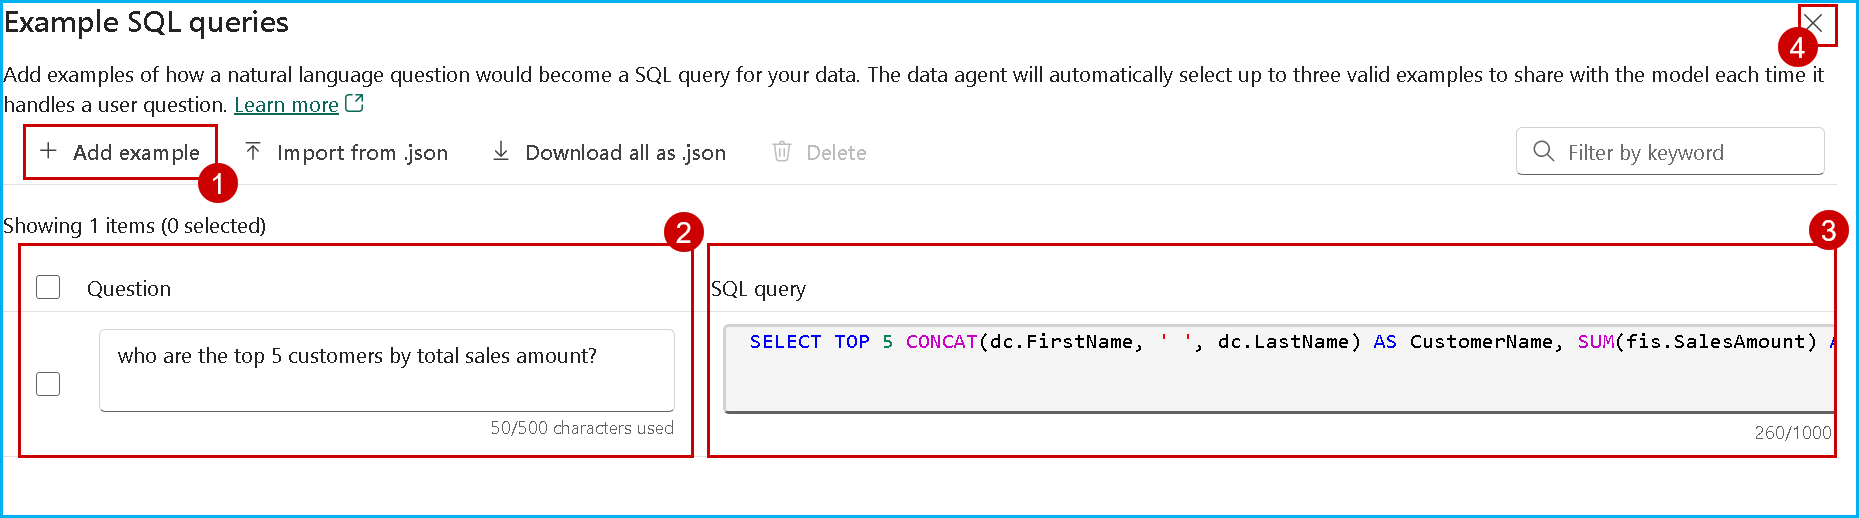 Example SQL queries
4
Add examples of how a natural language question would become a SQL query for your data. The data agent will automatically select up to three valid examples to share with the model each time it
handles a user question. Learn more
Add example
Import from .json
Download all as .json
Delete
Filter by keyword
1
Showing 1 items (0 selected)
2
3
Question
SQL query
who are the top 5 customers by total sales amount?
SELECT TOP 5 CONCAT(dc.FirstName, ' ', dc.LastName) AS CustomerName, SUM(fis.SalesAmount)
50/500 characters used
260/1000